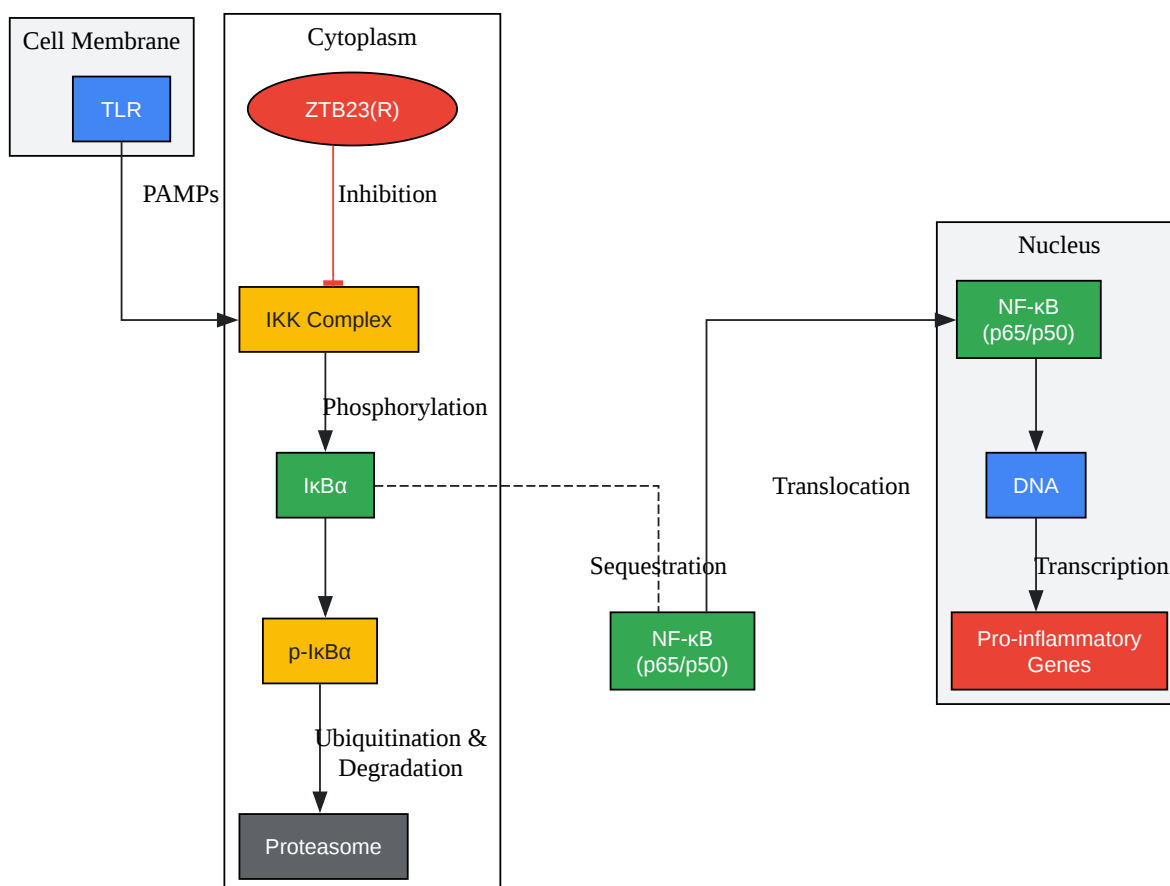 Cell Membrane
TLR
PAMPs
Cytoplasm
ZTB23(R)
Inhibition
IKK Complex
Phosphorylation
IκBα
p-IκBα
Ubiquitination &
Degradation
Proteasome
Sequestration
NF-κB
(p65/p50)
Translocation
Nucleus
NF-κB
(p65/p50)
DNA
Transcription
Pro-inflammatory
Genes